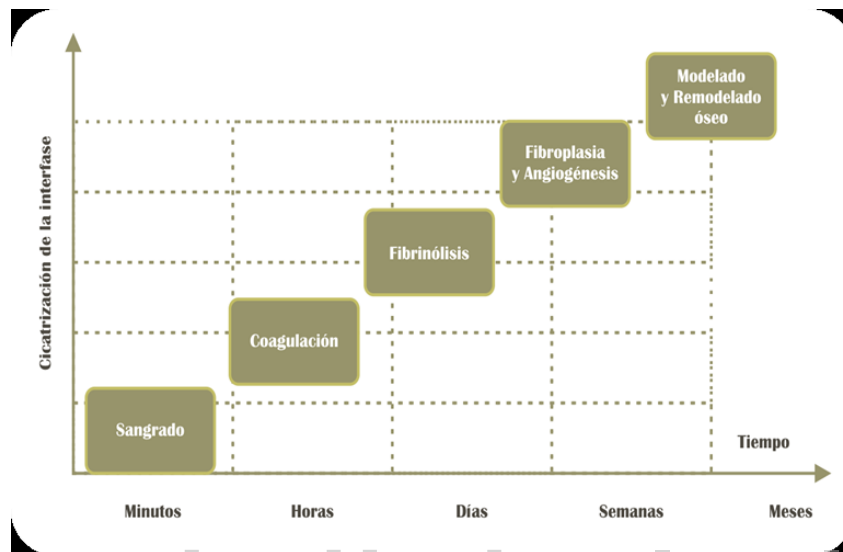 Modelado
y Remodelado
óseo
Fibroplasia
y Angiogénesis
Fibrinólisis
Coagulación
Sangrado
Cicatrización de la interfase
Tiempo
Minutos
Horas
Días
Semanas
Meses